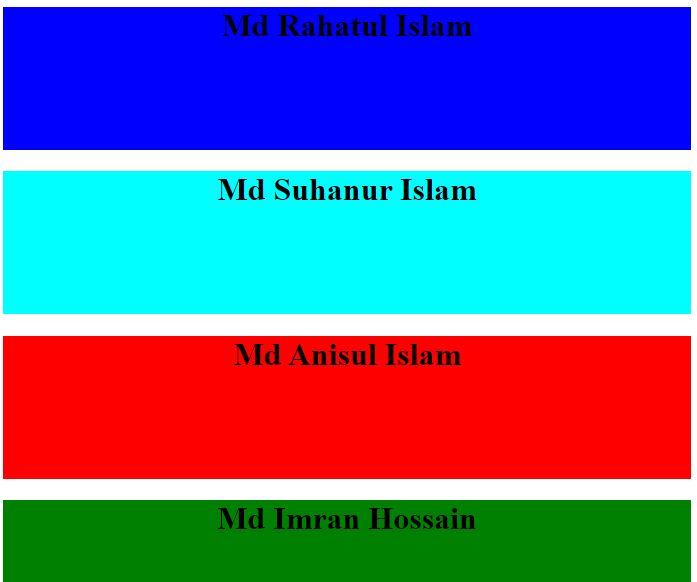 Md Rahatul Islam
Md Suhanur Islam
Md Anisul Islam
Md Imran Hossain